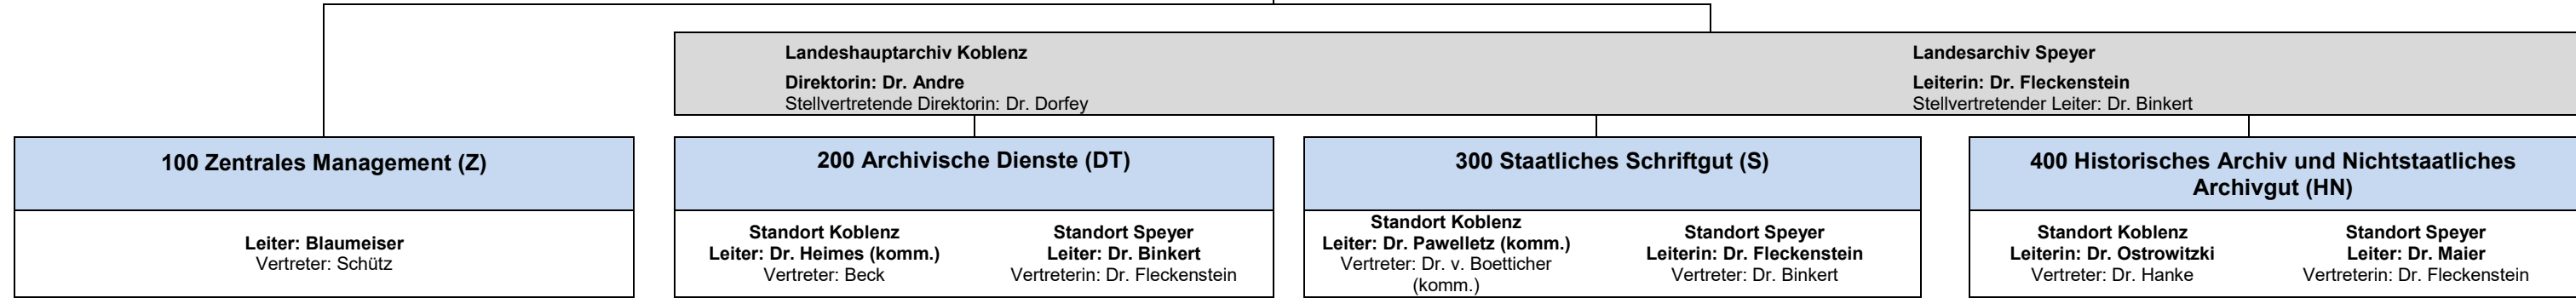 Landeshauptarchiv Koblenz
Direktorin: Dr. Andre
Stellvertretende Direktorin: Dr. Dorfey
Landesarchiv Speyer
Leiterin: Dr. Fleckenstein
Stellvertretender Leiter: Dr. Binkert
100 Zentrales Management (Z)
Leiter: Blaumeiser
Vertreter: Schütz
200 Archivische Dienste (DT)
Standort Koblenz
Leiter: Dr. Heimes (komm.)
Vertreter: Beck
Standort Speyer
Leiter: Dr. Binkert
Vertreterin: Dr. Fleckenstein
300 Staatliches Schriftgut (S)
Standort Koblenz
Leiter: Dr. Pawelletz (komm.)
Vertreter: Dr. v. Boetticher
(komm.)
Standort Speyer
Leiterin: Dr. Fleckenstein
Vertreter: Dr. Binkert
400 Historisches Archiv und Nichtstaatliches
Archivgut (HN)
Standort Koblenz
Leiterin: Dr. Ostrowitzki
Vertreter: Dr. Hanke
Standort Speyer
Leiter: Dr. Maier
Vertreterin: Dr. Fleckenstein